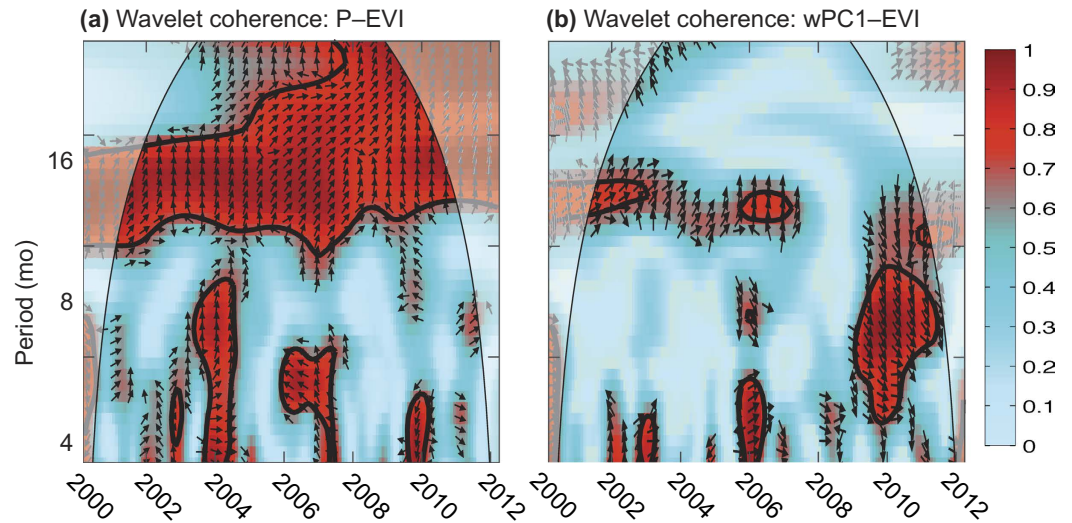 (a) Wavelet coherence: P–EVI
(b) Wavelet coherence: wPC1–EVI
Period (mo)
16
8
4
2000 2002 2004 2006 2008 2010 2012
2000 2002 2004 2006 2008 2010 2012
1
0.9
0.8
0.7
0.6
0.5
0.4
0.3
0.2
0.1
0